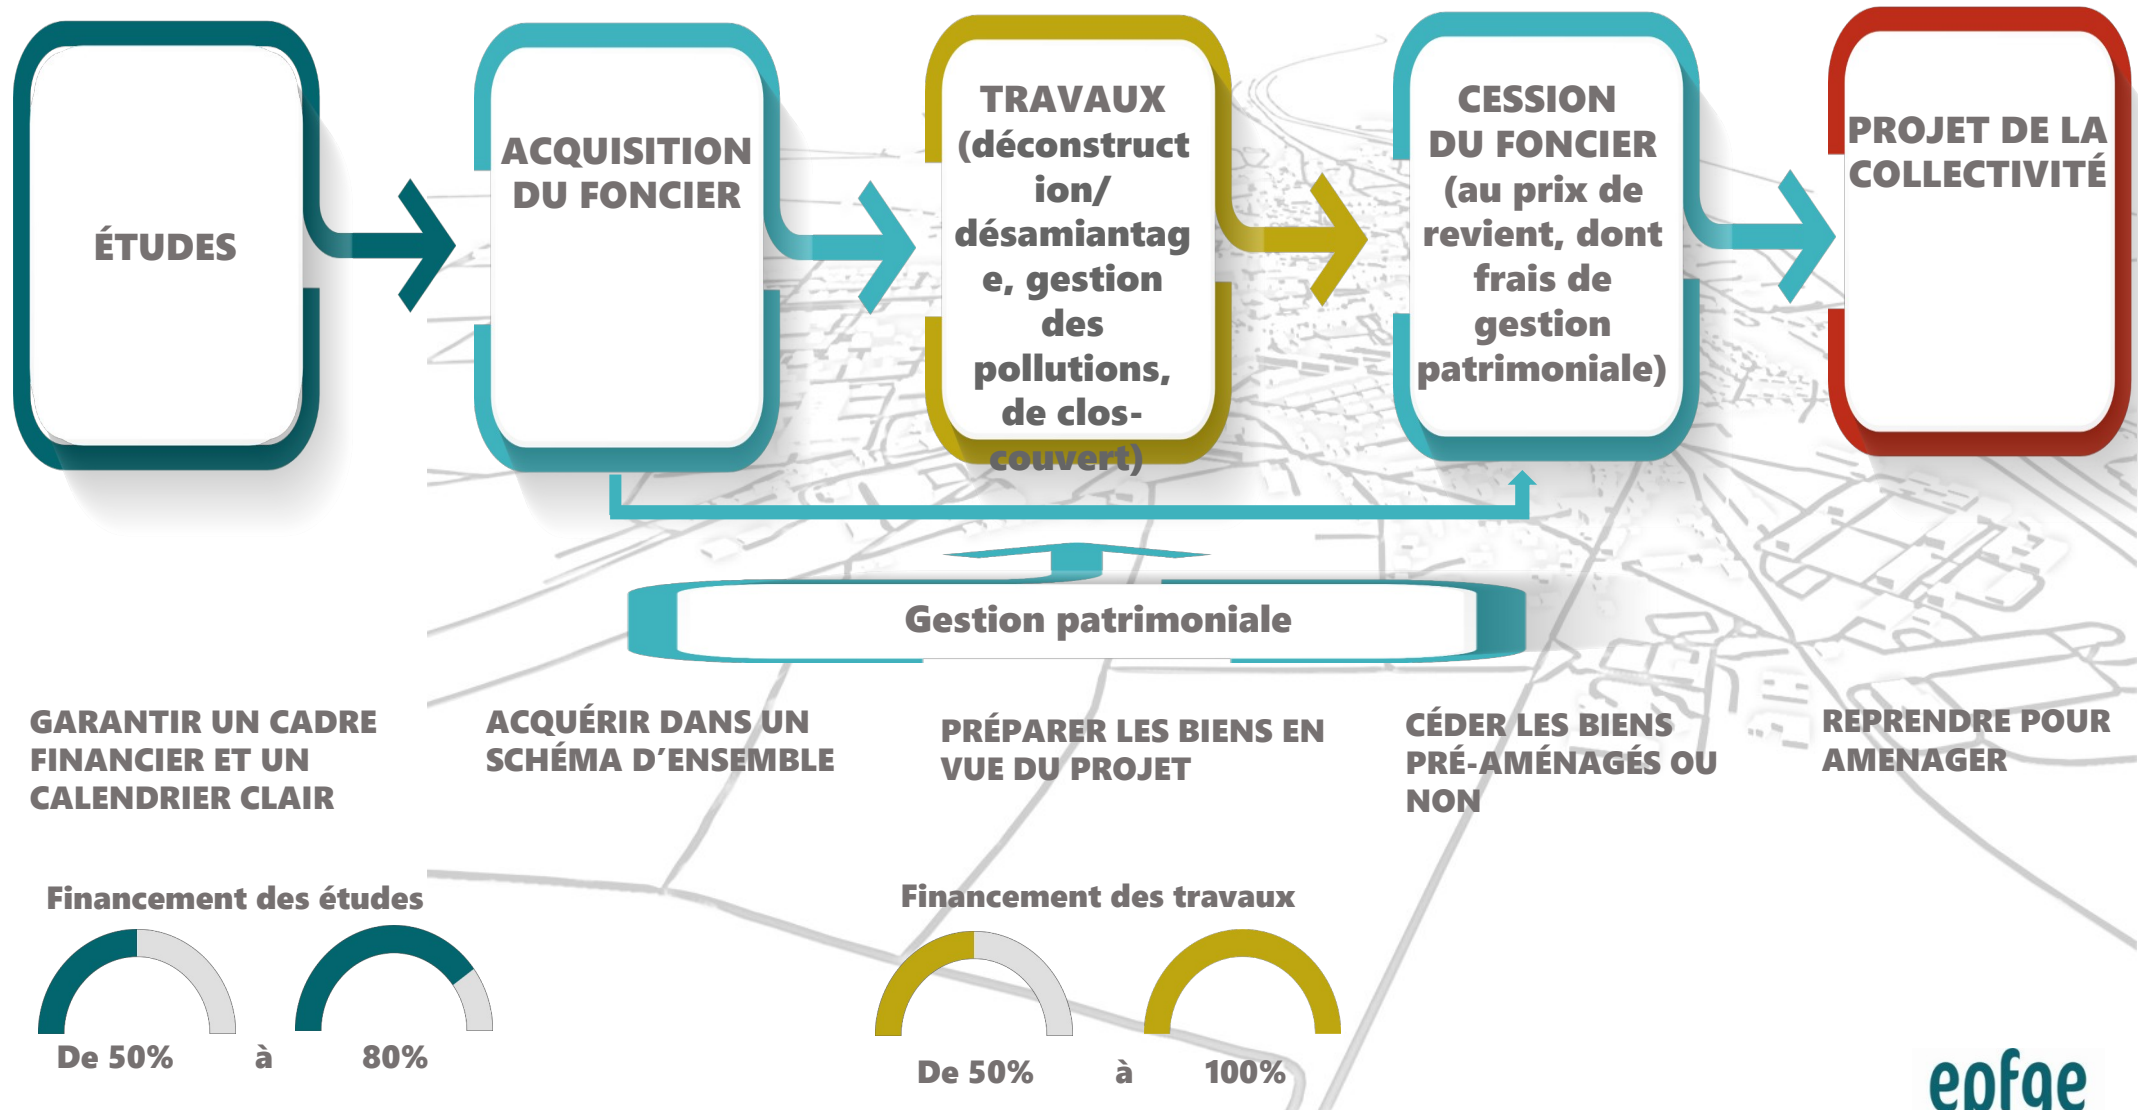 ÉTUDES
ACQUISITION
DU FONCIER
TRAVAUX
(déconstruct
ion/
désamiantag
e, gestion
des
pollutions,
de clos-
couvert)
CESSION
DU FONCIER
(au prix de
revient, dont
frais de
gestion
patrimoniale)
PROJET DE LA
COLLECTIVITÉ
Gestion patrimoniale
GARANTIR UN CADRE
FINANCIER ET UN
CALENDRIER CLAIR
ACQUÉRIR DANS UN
SCHÉMA D’ENSEMBLE
PRÉPARER LES BIENS EN
VUE DU PROJET
CÉDER LES BIENS
PRÉ-AMÉNAGÉS OU
NON
REPRENDRE POUR
AMENAGER
Financement des études
De 50% à 80%
Financement des travaux
De 50% à 100%
epfge